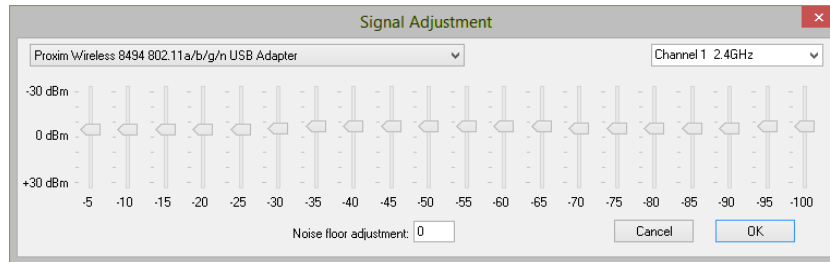 Signal Adjustment
Proxim Wireless 8494 802.11a/b/g/n USB Adapter
Channel 1 2.4GHz
-30 dBm
0 dBm
+30 dBm
-5 -10 -15 -20 -25 -30 -35 -40 -45 -50 -55 -60 -65 -70 -75 -80 -85 -90 -95 -100
Noise floor adjustment: 0 Cancel OK